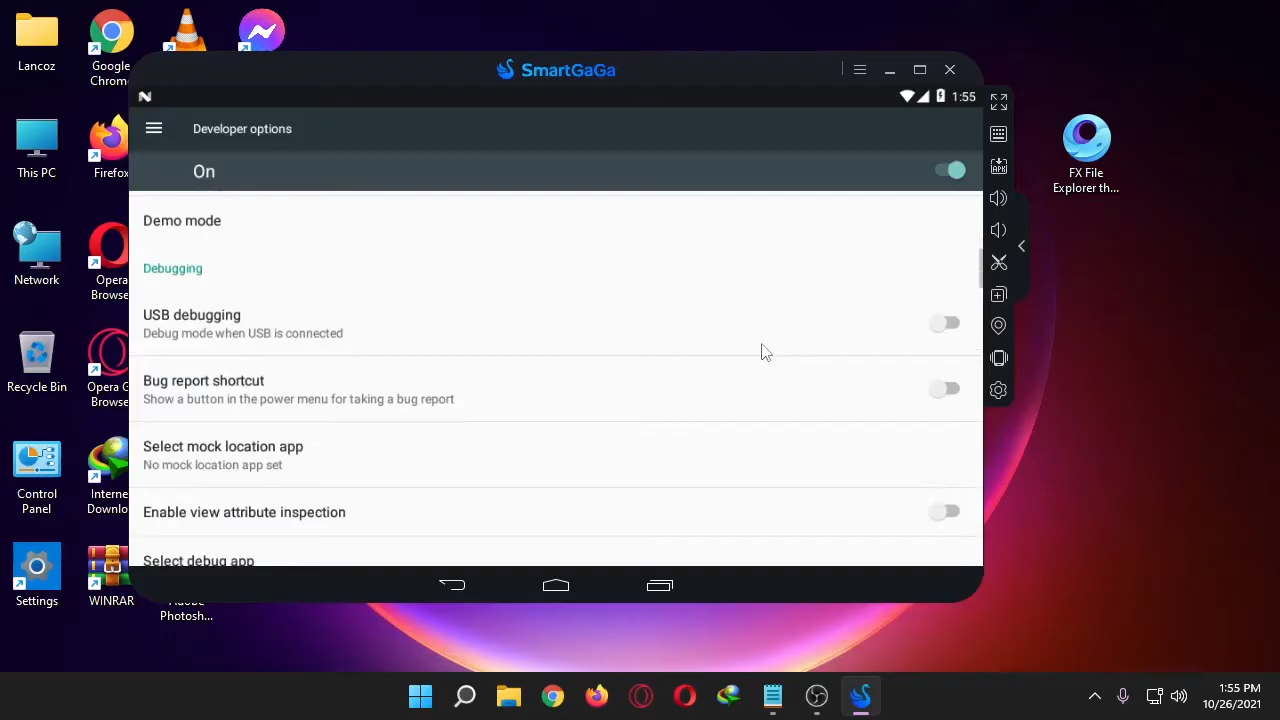 Lancoz
Google
Chrom
SmartGaGa
1:55
Developer options
On
This PC
Firefox
FX File
Explorer th...
Demo mode
Debugging
USB debugging
Debug mode when USB is connected
Network
Opera
Browse
Bug report shortcut
Show a button in the power menu for taking a bug report
Recycle Bin
Opera G
Browse
Select mock location app
No mock location app set
Control
Panel
Interne
Downlo
Enable view attribute inspection
Select debug app
Settings
WINRAR
Adobe
Photosh...
APK
1:55 PM
10/26/2021